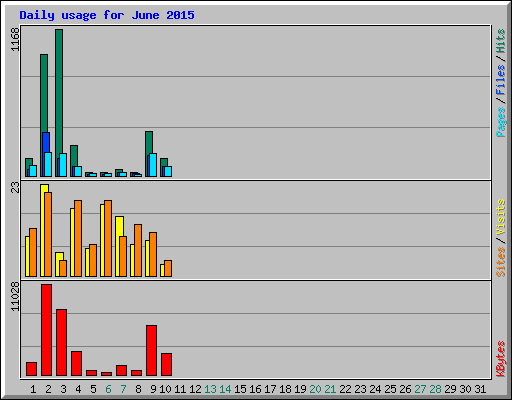 Daily usage for June 2015
1168
Pages / Files / Hits
23
Sites / Visits
11028
KBytes
1 2 3 4 5 6 7 8 9 10 11 12 13 14 15 16 17 18 19 20 21 22 23 24 25 26 27 28 29 30 31